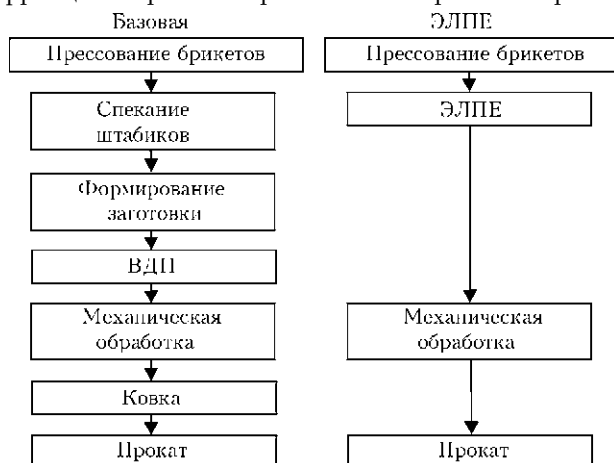 Базовая
Прессование брикетов
Спекание
штабиков
Формирование
заготовки
ВДП
Механическая
обработка
Ковка
Прокат
ЭЛПЕ
Прессование брикетов
ЭЛПЕ
Механическая
обработка
Прокат